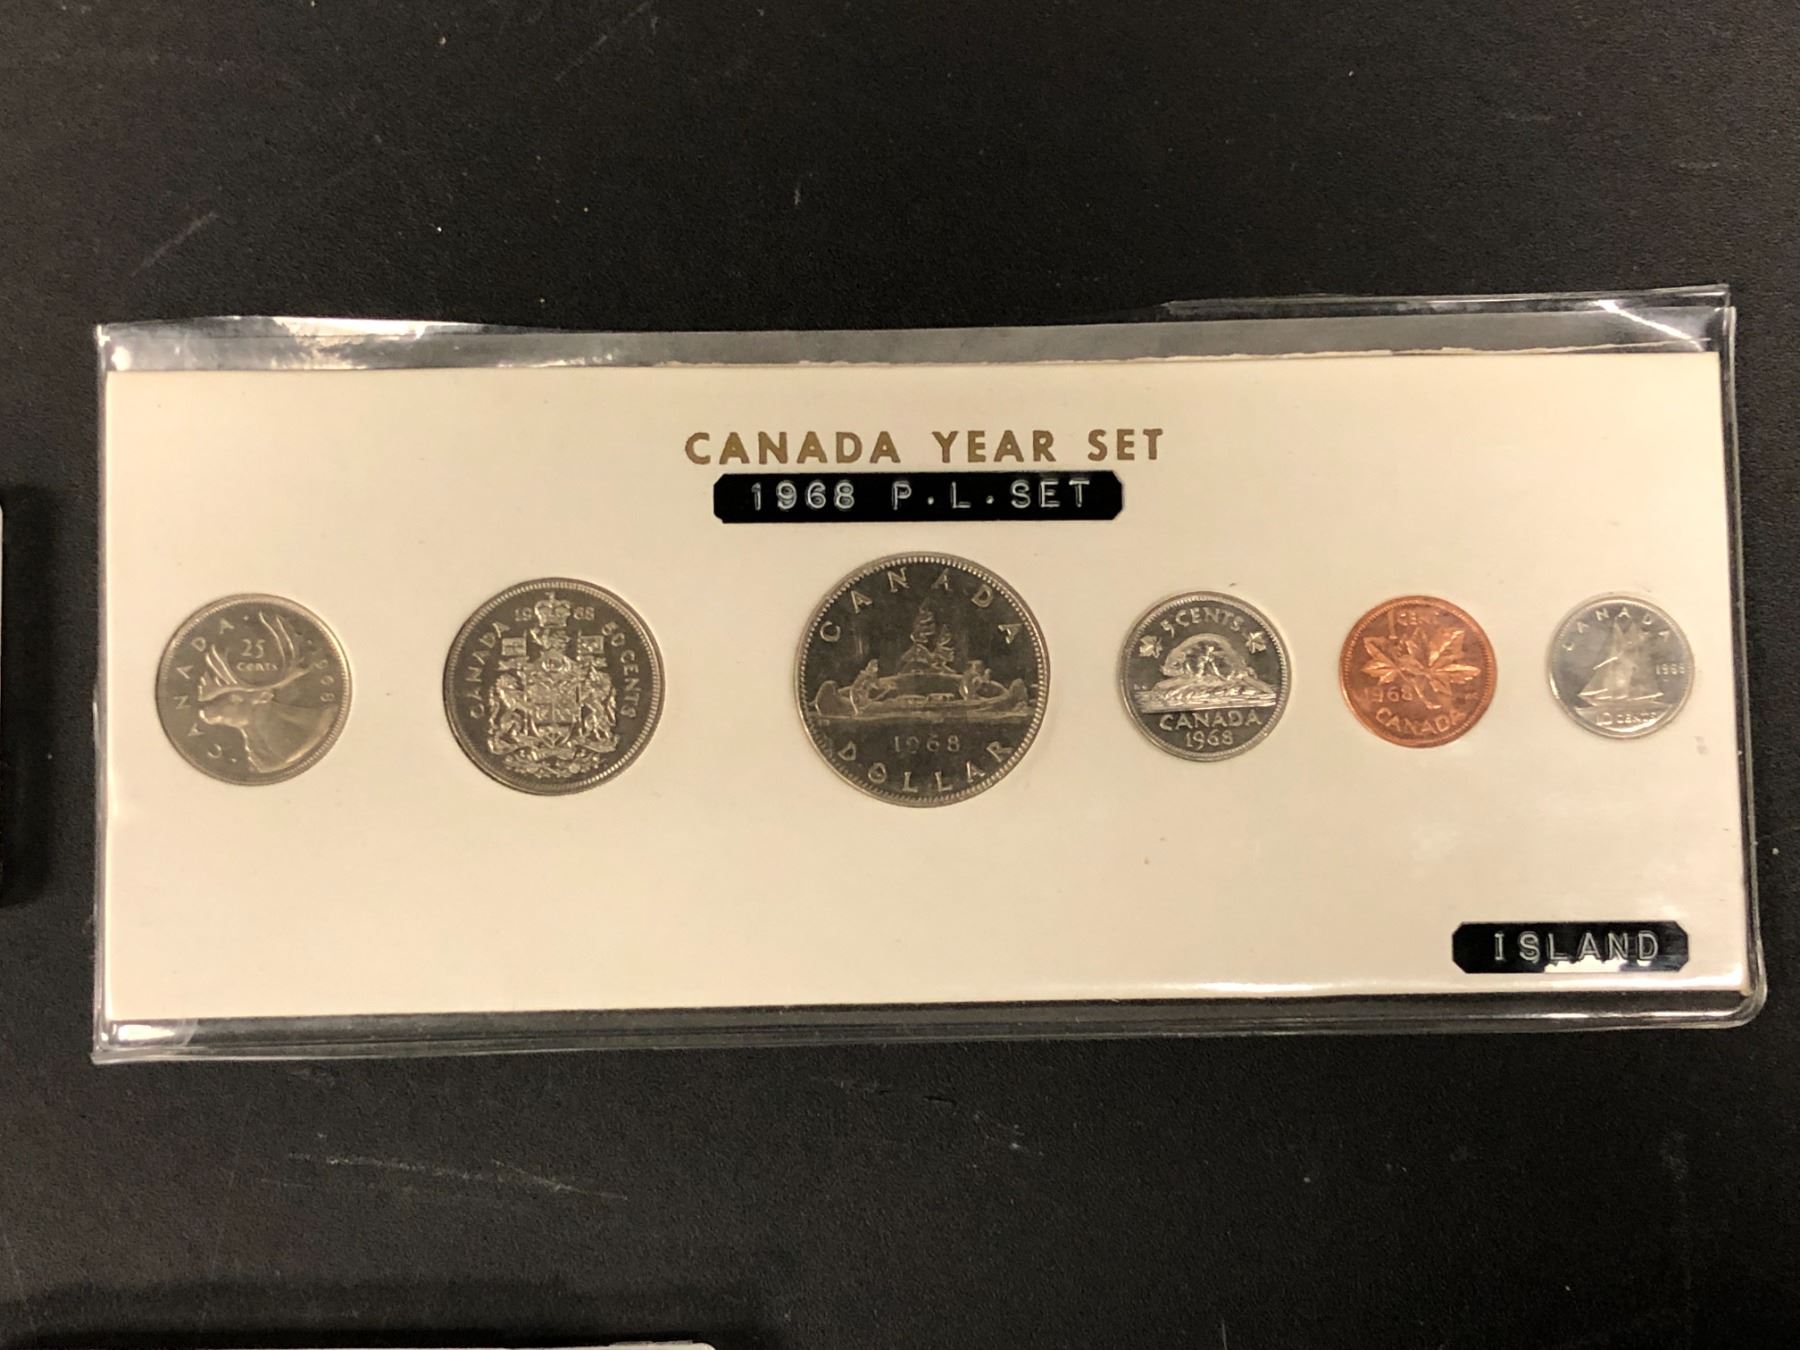 CANADA YEAR SET
1968 P.L.SET
CANADA 25 CENTS 1968
CANADA 1968 50 CENTS
CANADA 1968 DOLLAR
5 CENTS CANADA 1968
1 CENT 1968 CANADA
CANADA 1968 10 CENTS
ISLAND